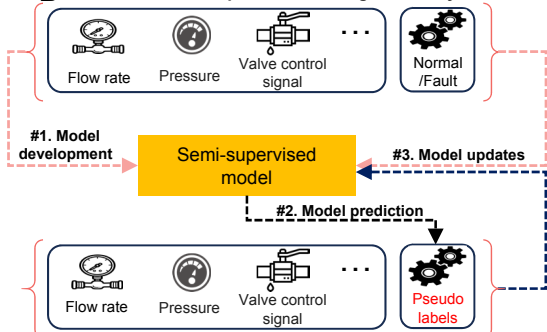 Flow rate
Pressure
Valve control
signal
...
Normal
/Fault
#1. Model
development
Semi-supervised
model
#3. Model updates
#2. Model prediction
Flow rate
Pressure
Valve control
signal
...
Pseudo
labels